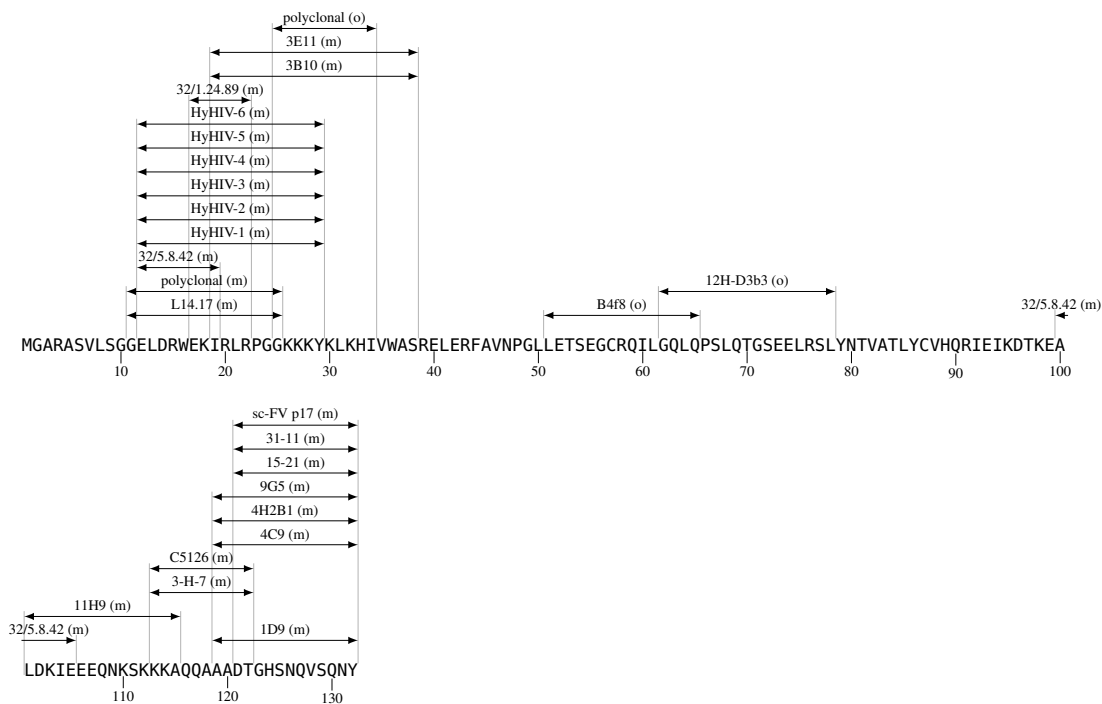 polyclonal (o)
3E11 (m)
3B10 (m)
32/1.24.89 (m)
HyHIV-6 (m)
HyHIV-5 (m)
HyHIV-4 (m)
HyHIV-3 (m)
HyHIV-2 (m)
HyHIV-1 (m)
32/5.8.42 (m)
polyclonal (m) 12H-D3b3 (o)
L14.17 (m) B4f8 (o) 32/5.8.42 (m)
MGARASVLSGGELDRWEKIRLRPGGKKKYKLKHIVWASRELERFAVNPGLLETSEGCRQILGQLQPSLQTGSEELRSLYNTVATLYCVHQRIEIKDTKEA
10 20 30 40 50 60 70 80 90 100
sc-FV p17 (m)
31-11 (m)
15-21 (m)
9G5 (m)
4H2B1 (m)
4C9 (m)
C5126 (m)
3-H-7 (m)
11H9 (m)
32/5.8.42 (m) 1D9 (m)
LDKIEEEQNKSKKKAQQAAADTGHSNQVSQNY
110 120 130